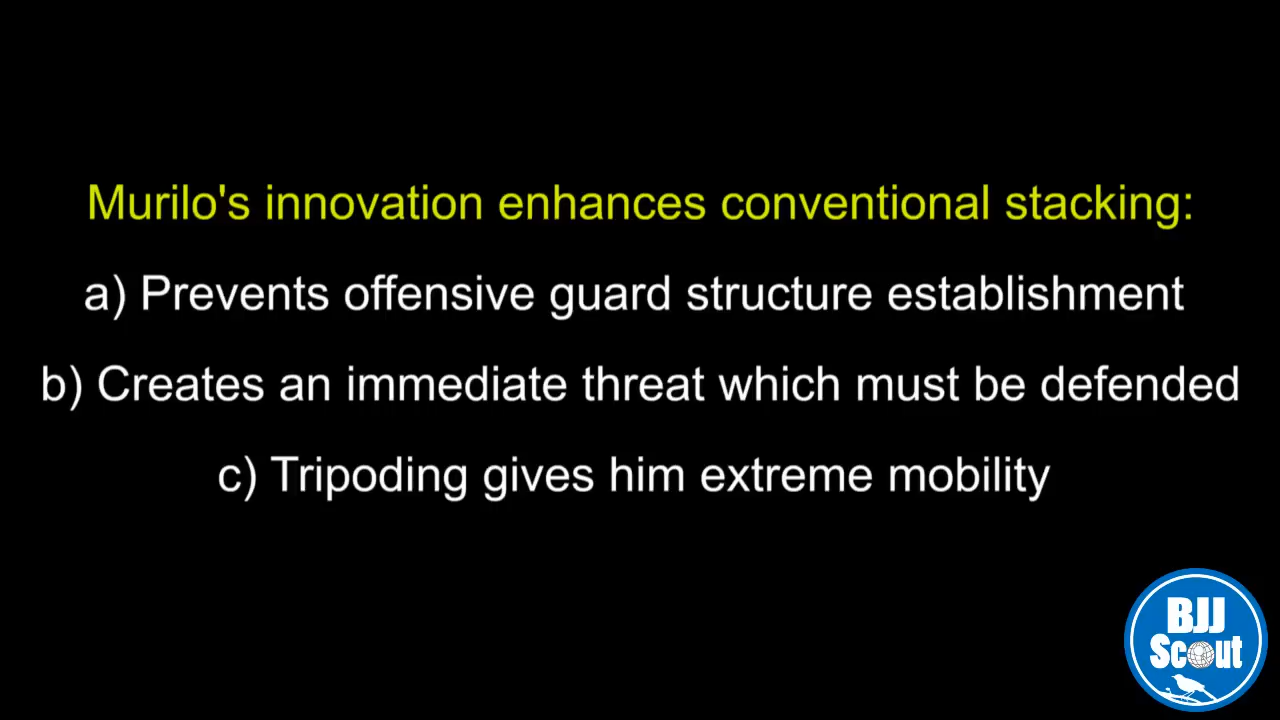 Murilo's innovation enhances conventional stacking:
a) Prevents offensive guard structure establishment
b) Creates an immediate threat which must be defended
c) Tripoding gives him extreme mobility
BJJ
Scout